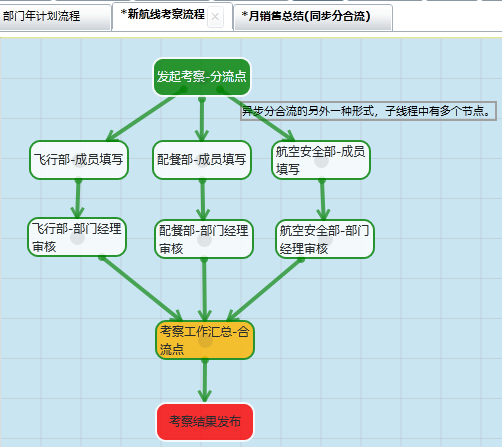 部门年计划流程
*新航线考察流程
*月销售总结(同步分合流)
发起考察-分流点
异步分合流的另外一种形式，子线程中有多个节点。
飞行部-成员填写
配餐部-成员填写
航空安全部-成员
填写
飞行部-部门经理
审核
配餐部-部门经理
审核
航空安全部-部门
经理审核
考察工作汇总-合
流点
考察结果发布